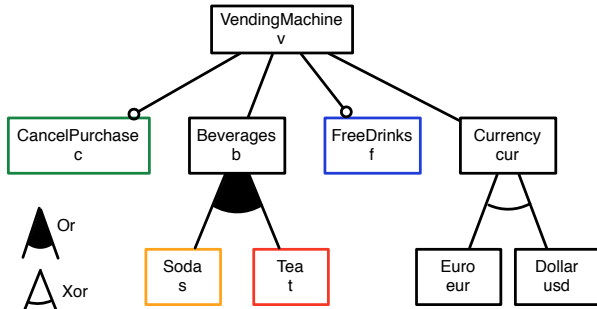 VendingMachine
v
CancelPurchase
c
Beverages
b
FreeDrinks
f
Currency
cur
Or
Xor
Soda
s
Tea
t
Euro
eur
Dollar
usd